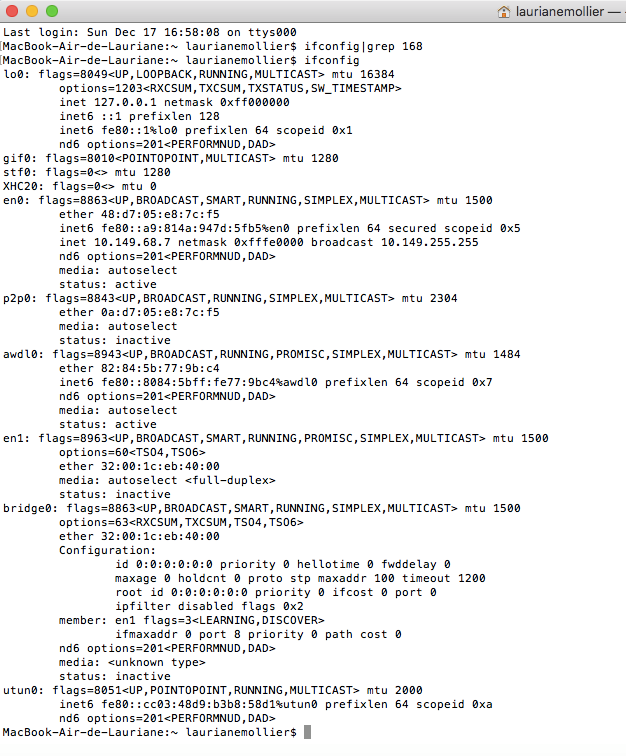 laurianemollier —
Last login: Sun Dec 17 16:58:08 on ttys000
[MacBook-Air-de-Lauriane:~ laurianemollier$ ifconfig|grep 168
[MacBook-Air-de-Lauriane:~ laurianemollier$ ifconfig
lo0: flags=8049<UP,LOOPBACK,RUNNING,MULTICAST> mtu 16384
options=1203<RXCSUM,TXCSUM,TXSTATUS,SW_TIMESTAMP>
inet 127.0.0.1 netmask 0xff000000
inet6 ::1 prefixlen 128
inet6 fe80::1%lo0 prefixlen 64 scopeid 0x1
nd6 options=201<PERFORMNUD,DAD>
gif0: flags=8010<POINTOPOINT,MULTICAST> mtu 1280
stf0: flags=0<> mtu 1280
XHC20: flags=0<> mtu 0
en0: flags=8863<UP,BROADCAST,SMART,RUNNING,SIMPLEX,MULTICAST> mtu 1500
ether 48:d7:05:e8:7c:f5
inet6 fe80::a9:814a:947d:5fb5%en0 prefixlen 64 secured scopeid 0x5
inet 10.149.68.7 netmask 0xfffe0000 broadcast 10.149.255.255
nd6 options=201<PERFORMNUD,DAD>
media: autoselect
status: active
p2p0: flags=8843<UP,BROADCAST,RUNNING,SIMPLEX,MULTICAST> mtu 2304
ether 0a:d7:05:e8:7c:f5
media: autoselect
status: inactive
awdl0: flags=8943<UP,BROADCAST,RUNNING,PROMISC,SIMPLEX,MULTICAST> mtu 1484
ether 82:84:5b:77:9b:c4
inet6 fe80::8084:5bff:fe77:9bc4%awdl0 prefixlen 64 scopeid 0x7
nd6 options=201<PERFORMNUD,DAD>
media: autoselect
status: active
en1: flags=8963<UP,BROADCAST,SMART,RUNNING,PROMISC,SIMPLEX,MULTICAST> mtu 1500
options=60<TSO4,TSO6>
ether 32:00:1c:eb:40:00
media: autoselect <full-duplex>
status: inactive
bridge0: flags=8863<UP,BROADCAST,SMART,RUNNING,SIMPLEX,MULTICAST> mtu 1500
options=63<RXCSUM,TXCSUM,TSO4,TSO6>
ether 32:00:1c:eb:40:00
Configuration:
id 0:0:0:0:0:0 priority 0 hellotime 0 fwddelay 0
maxage 0 holdcnt 0 proto stp maxaddr 100 timeout 1200
root id 0:0:0:0:0:0 priority 0 ifcost 0 port 0
ipfilter disabled flags 0x2
member: en1 flags=3<LEARNING,DISCOVER>
ifmaxaddr 0 port 8 priority 0 path cost 0
nd6 options=201<PERFORMNUD,DAD>
media: <unknown type>
status: inactive
utun0: flags=8051<UP,POINTOPOINT,RUNNING,MULTICAST> mtu 2000
inet6 fe80::cc03:48d9:b3b8:58d1%utun0 prefixlen 64 scopeid 0xa
nd6 options=201<PERFORMNUD,DAD>
MacBook-Air-de-Lauriane:~ laurianemollier$